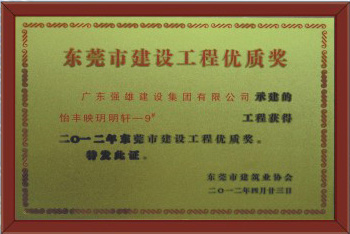 东莞市建设工程优质奖
广东强雄建设集团有限公司 承建的
怡丰映玥明轩—9# 工程获得
二〇一二年东莞市建设工程优质奖。
特发此证。
东莞市建筑业协会
二〇一二年四月廿三日